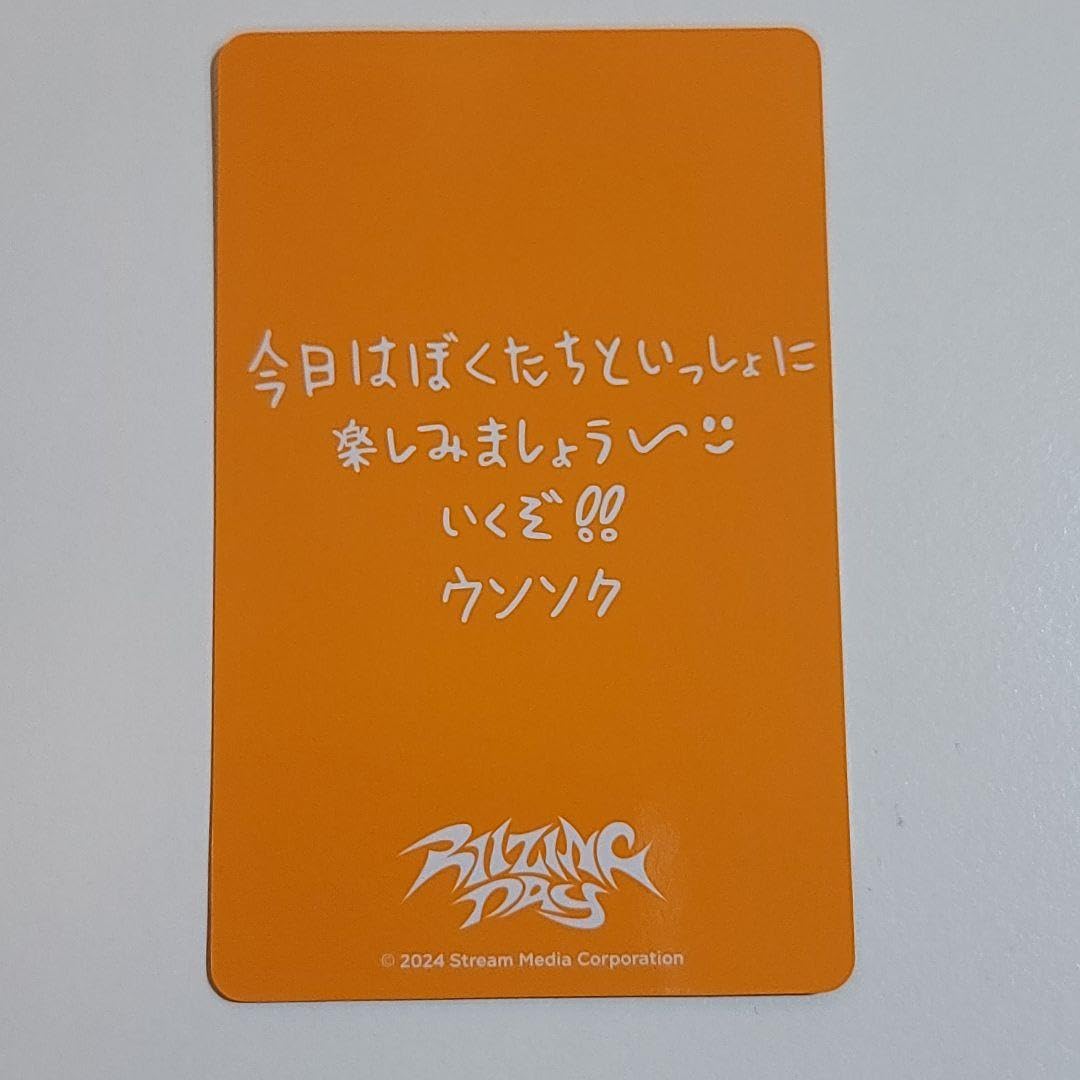 今日はぼくたちといっしょに
楽しみましょう〜
いくぞ!!
ウンソク
RIIZING
DAY
© 2024 Stream Media Corporation